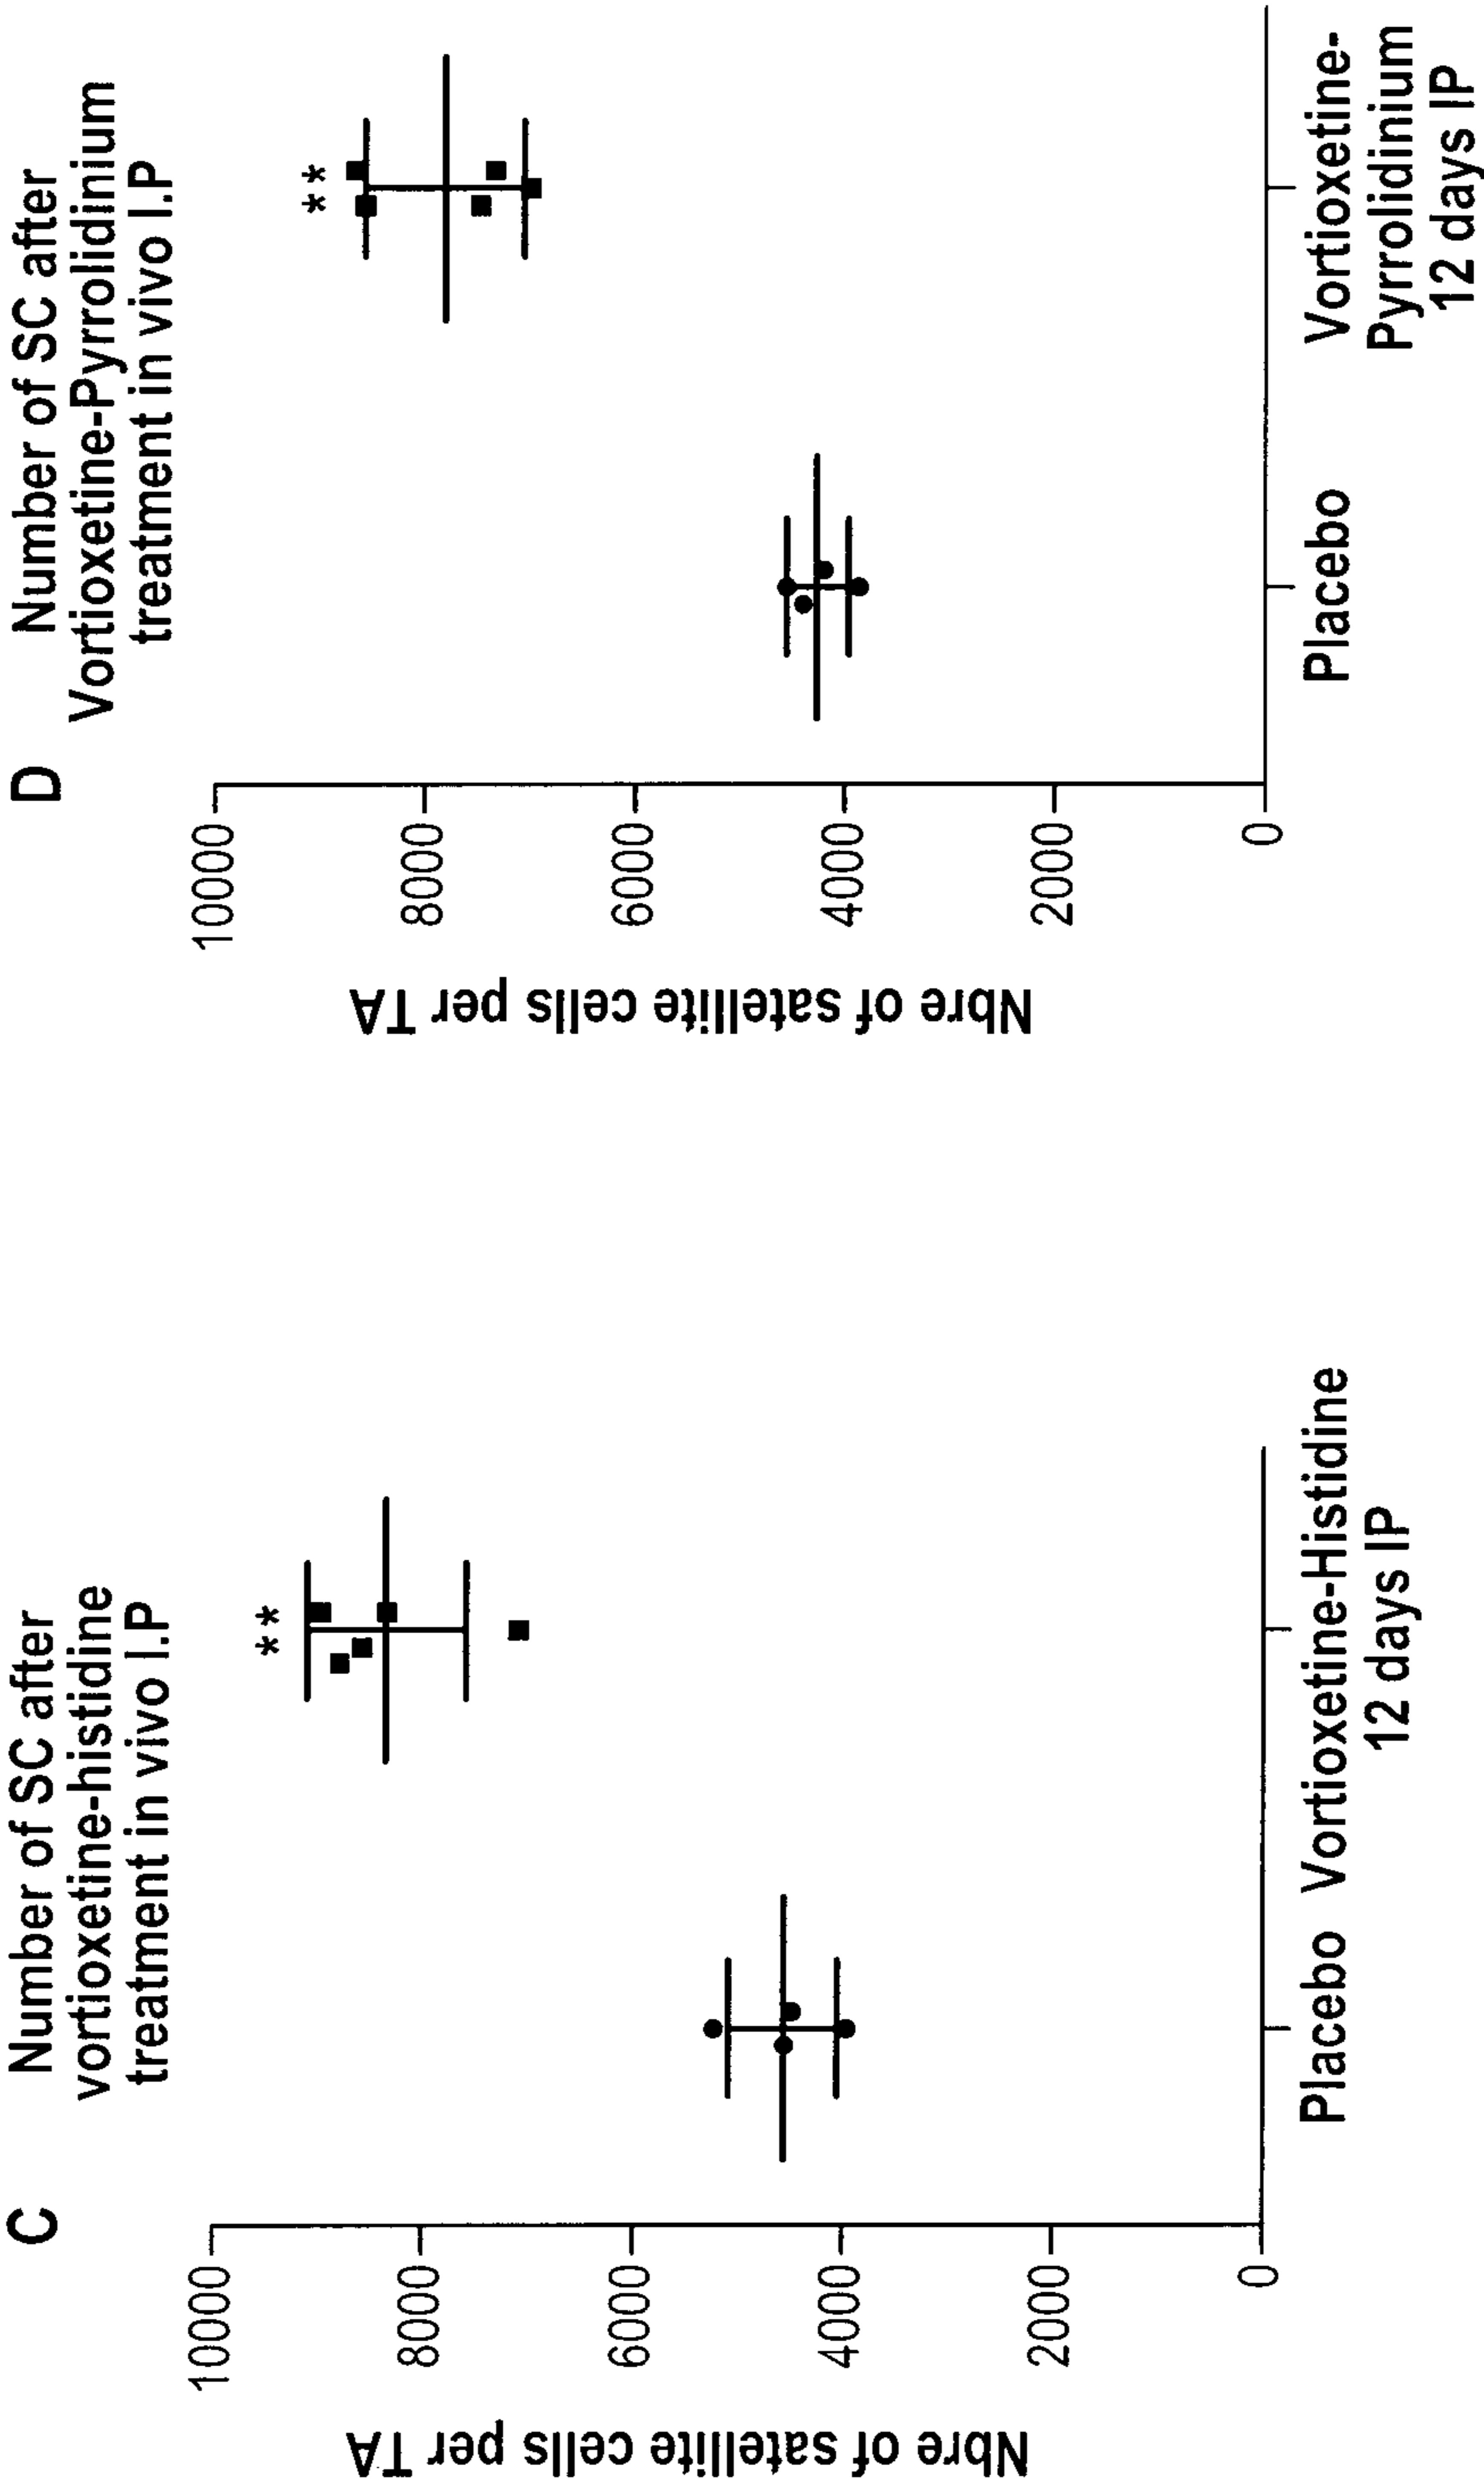 C
Number of SC after
vortioxetine-histidine
treatment in vivo I.P
Nbre of satellite cells per TA
10000
8000
6000
4000
2000
0
**
Placebo Vortioxetine-Histidine
12 days IP
D
Number of SC after
Vortioxetine-Pyrrolidinium
treatment in vivo I.P
Nbre of satellite cells per TA
10000
8000
6000
4000
2000
0
**
Placebo
Vortioxetine-
Pyrrolidinium
12 days IP